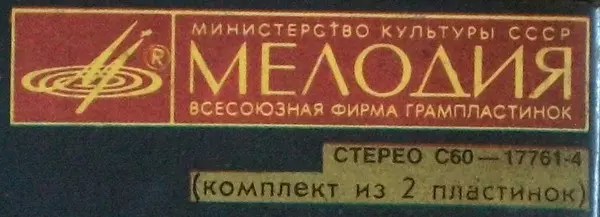 МИНИСТЕРСТВО КУЛЬТУРЫ СССР
® МЕЛОДИЯ
ВСЕСОЮЗНАЯ ФИРМА ГРАМПЛАСТИНОК
СТЕРЕО С60—17761-4
(комплект из 2 пластинок)